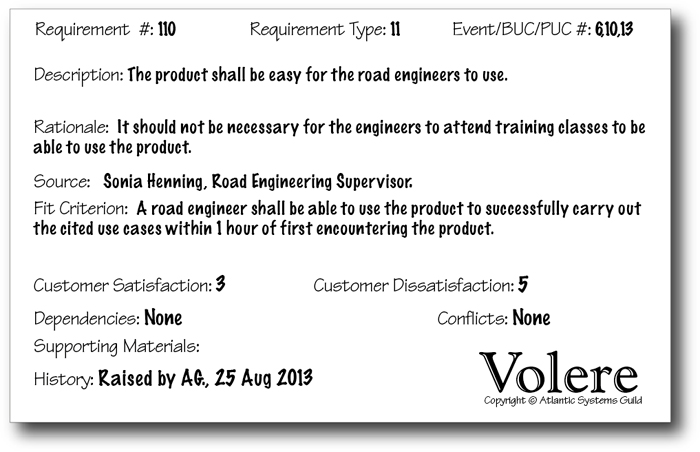 Requirement #: 110 Requirement Type: 11 Event/BUC/PUC #: 6,10,13
Description: The product shall be easy for the road engineers to use.
Rationale: It should not be necessary for the engineers to attend training classes to be
able to use the product.
Source: Sonia Henning, Road Engineering Supervisor.
Fit Criterion: A road engineer shall be able to use the product to successfully carry out
the cited use cases within 1 hour of first encountering the product.
Customer Satisfaction: 3 Customer Dissatisfaction: 5
Dependencies: None Conflicts: None
Supporting Materials:
History: Raised by AG., 25 Aug 2013
Volere
Copyright © Atlantic Systems Guild